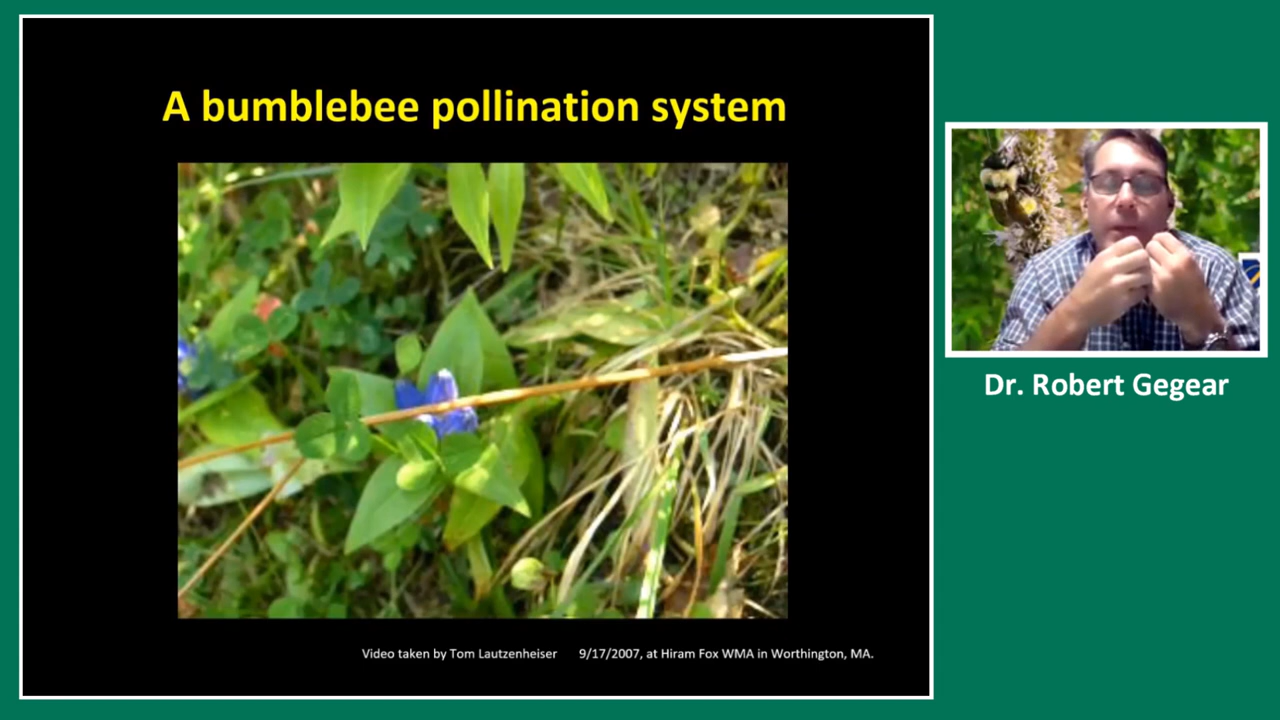 A bumblebee pollination system
Dr. Robert Gegear
Video taken by Tom Lautzenheiser 9/17/2007, at Hiram Fox WMA in Worthington, MA.